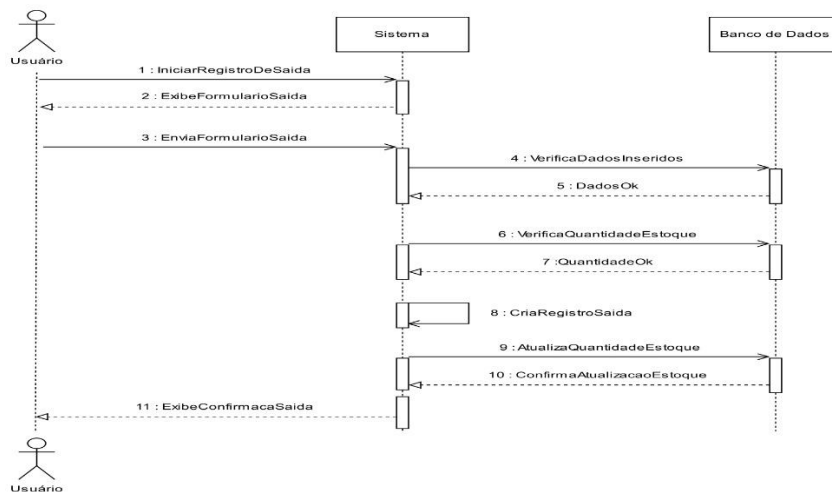 Sistema
Banco de Dados
Usuário
1 : IniciarRegistroDeSaida
2 : ExibeFormularioSaida
3 : EnviaFormularioSaida
4 : VerificaDadosInseridos
5 : DadosOk
6 : VerificaQuantidadeEstoque
7 :QuantidadeOk
8 : CriaRegistroSaida
9 : AtualizaQuantidadeEstoque
10 : ConfirmaAtualizacaoEstoque
11 : ExibeConfirmacaSaida
Usuário